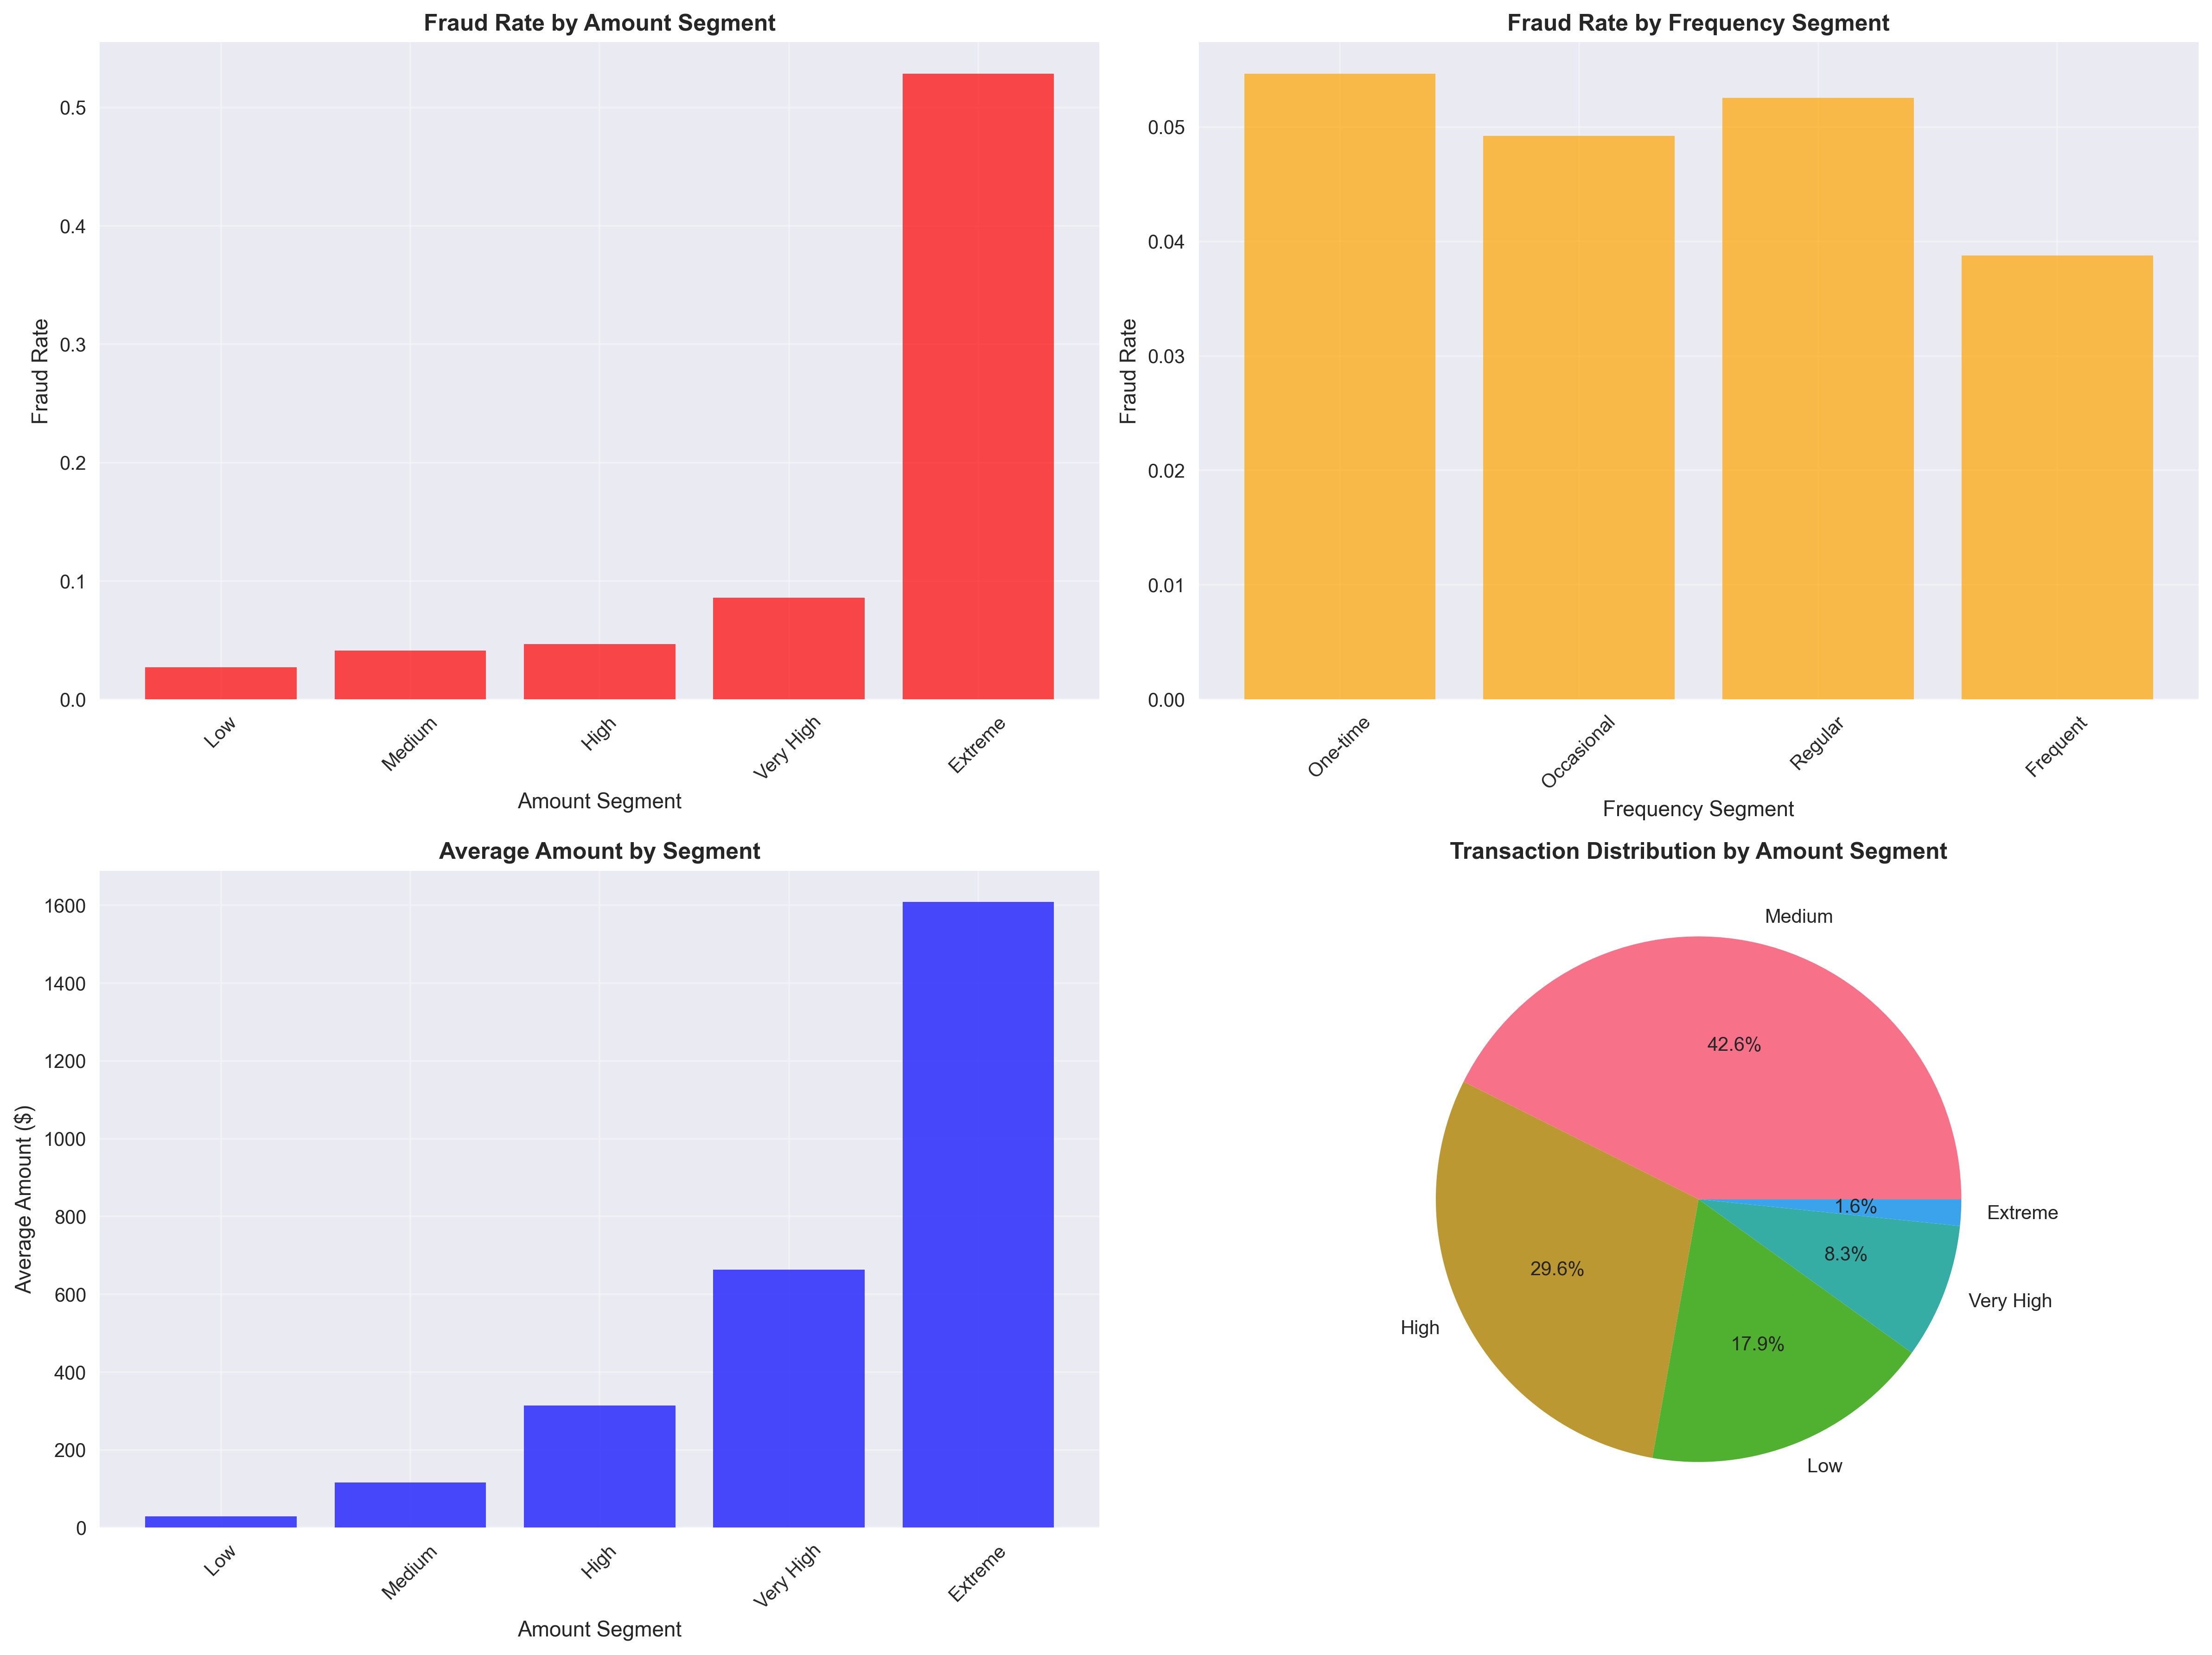 Fraud Rate by Amount Segment
Fraud Rate
0.5
0.4
0.3
0.2
0.1
0.0
Low
Medium
High
Very High
Extreme
Amount Segment
Fraud Rate by Frequency Segment
Fraud Rate
0.05
0.04
0.03
0.02
0.01
0.00
One-time
Occasional
Regular
Frequent
Frequency Segment
Average Amount by Segment
Average Amount ($)
1600
1400
1200
1000
800
600
400
200
0
Low
Medium
High
Very High
Extreme
Amount Segment
Transaction Distribution by Amount Segment
Medium
42.6%
1.6%
Extreme
8.3%
Very High
29.6%
High
17.9%
Low